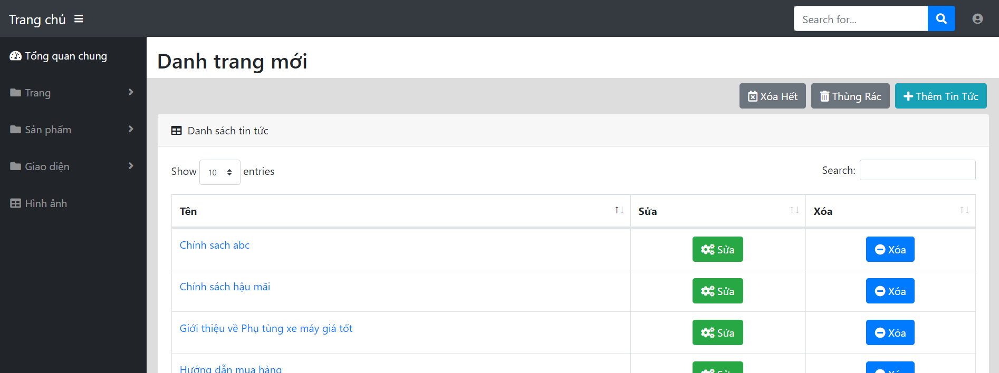 Trang chủ
Search for...
Tổng quan chung
Trang
Sản phẩm
Giao diện
Hình ảnh
Danh trang mới
Xóa Hết
Thùng Rác
Thêm Tin Tức
Danh sách tin tức
Show 10 entries
Search:
Tên Sửa Xóa
Chính sach abc Sửa Xóa
Chính sách hậu mãi Sửa Xóa
Giới thiệu về Phụ tùng xe máy giá tốt Sửa Xóa
Hướng dẫn mua hàng Sửa Xóa